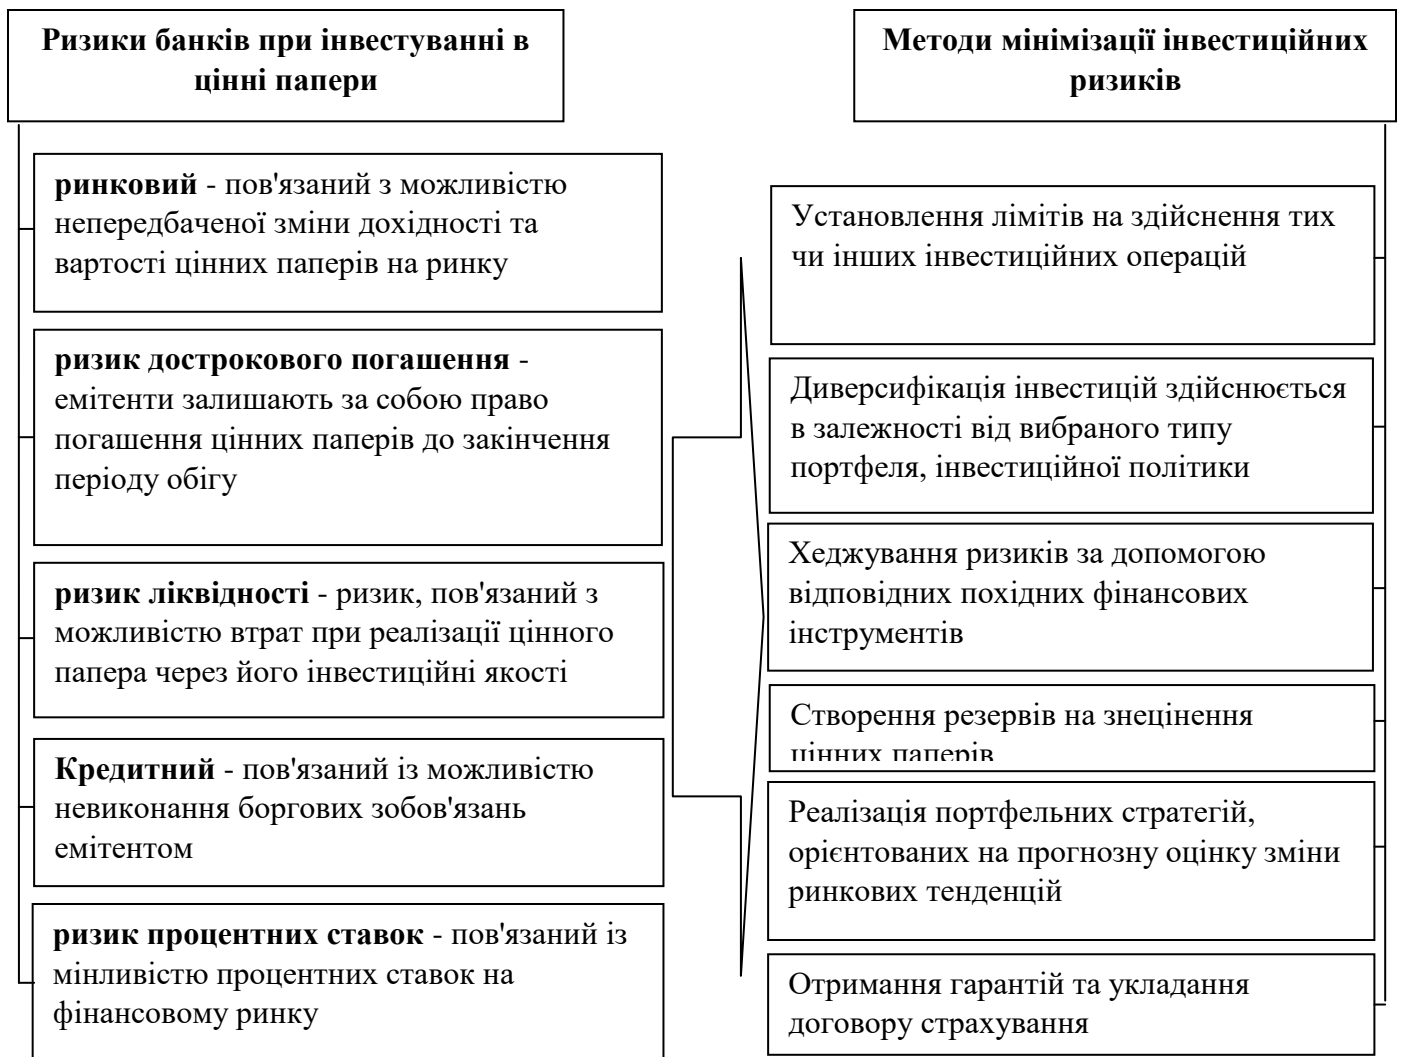 Ризики банків при інвестуванні в
цінні папери
ринковий - пов'язаний з можливістю
непередбаченої зміни дохідності та
вартості цінних паперів на ринку
ризик дострокового погашення -
емітенти залишають за собою право
погашення цінних паперів до закінчення
періоду обігу
ризик ліквідності - ризик, пов'язаний з
можливістю втрат при реалізації цінного
папера через його інвестиційні якості
Кредитний - пов'язаний із можливістю
невиконання боргових зобов'язань
емітентом
ризик процентних ставок - пов'язаний із
мінливістю процентних ставок на
фінансовому ринку
Методи мінімізації інвестиційних
ризиків
Установлення лімітів на здійснення тих
чи інших інвестиційних операцій
Диверсифікація інвестицій здійснюється
в залежності від вибраного типу
портфеля, інвестиційної політики
Хеджування ризиків за допомогою
відповідних похідних фінансових
інструментів
Створення резервів на знецінення
цінних паперів
Реалізація портфельних стратегій,
орієнтованих на прогнозну оцінку зміни
ринкових тенденцій
Отримання гарантій та укладання
договору страхування